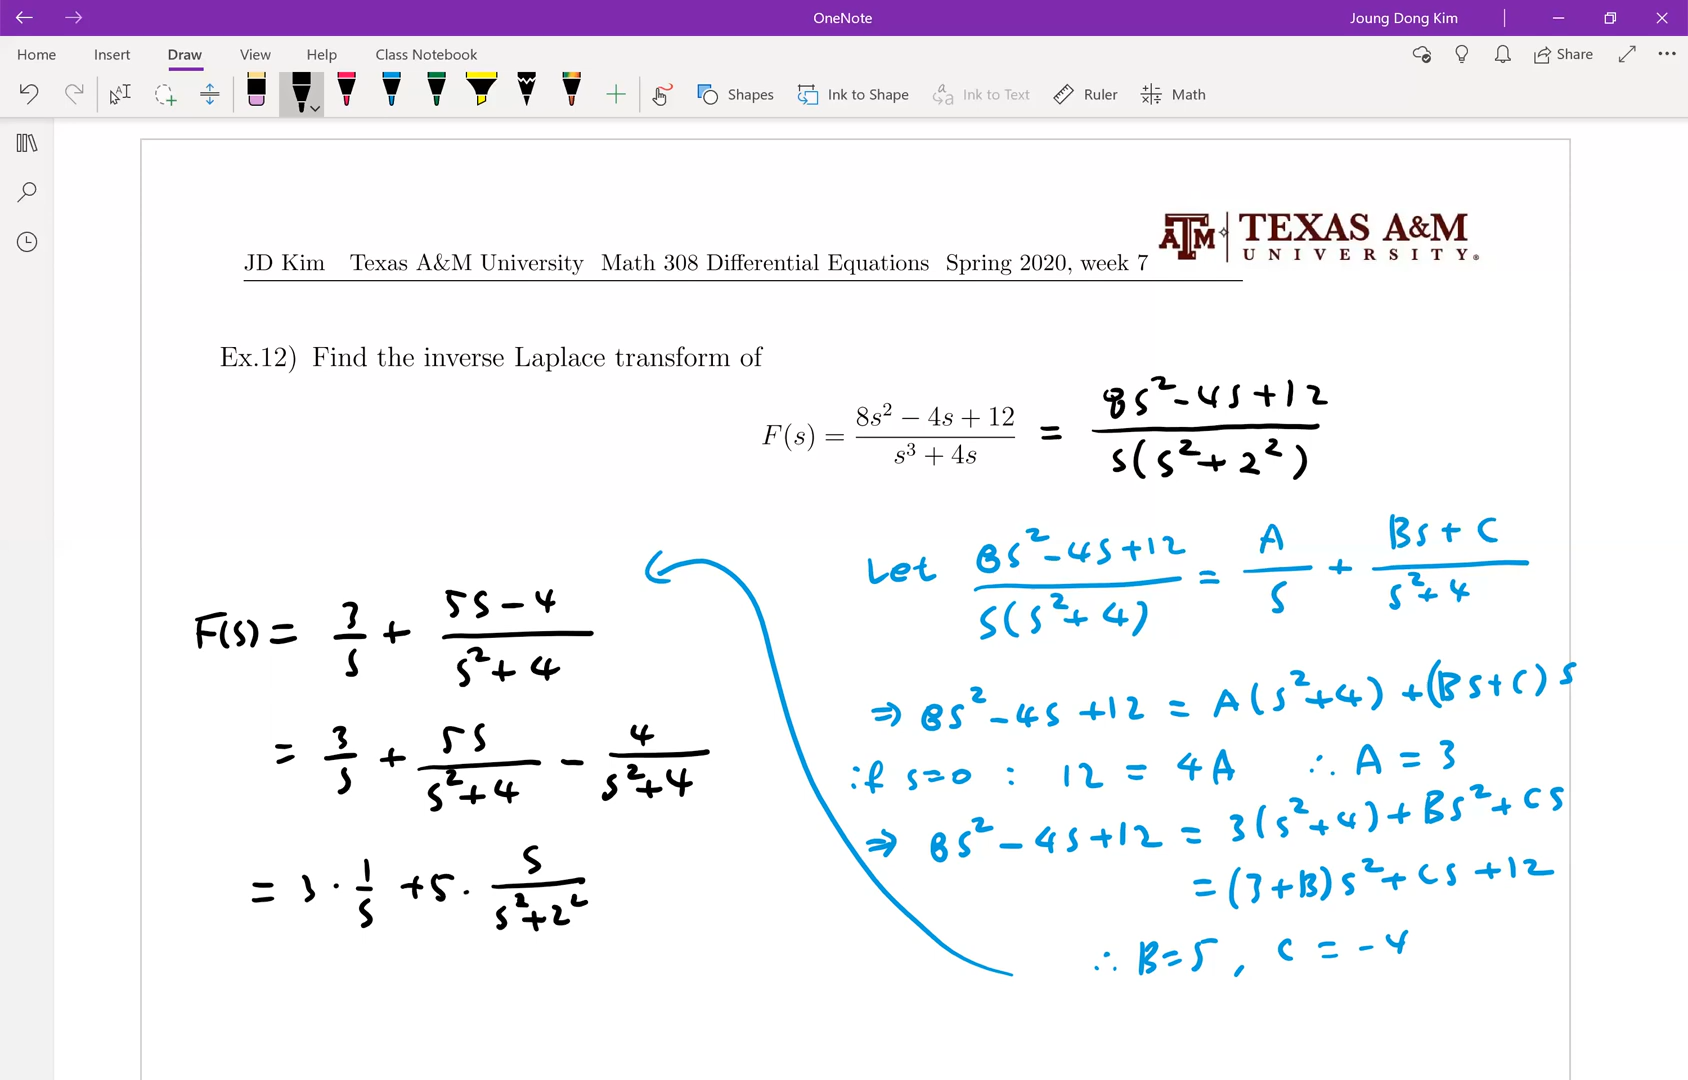 OneNote
Joung Dong Kim
Home Insert Draw View Help Class Notebook
Share
Shapes Ink to Shape Ink to Text Ruler Math
ĀM | TEXAS A&M
UNIVERSITY®
JD Kim Texas A&M University Math 308 Differential Equations Spring 2020, week 7
Ex.12) Find the inverse Laplace transform of
F(s) = (8s² − 4s + 12)/(s³ + 4s) = (8s² - 4s + 12)/(s(s² + 2²))
Let (8s² - 4s + 12)/(s(s² + 4)) = A/s + (Bs + C)/(s² + 4)
⇒ 8s² - 4s + 12 = A(s² + 4) + (Bs + C)s
if s=0 : 12 = 4A ∴ A = 3
⇒ 8s² - 4s + 12 = 3(s² + 4) + Bs² + Cs
= (3 + B)s² + Cs + 12
∴ B = 5, C = -4
F(s) = 3/s + (5s - 4)/(s² + 4)
= 3/s + 5s/(s² + 4) - 4/(s² + 4)
= 3 · 1/s + 5 · s/(s² + 2²)